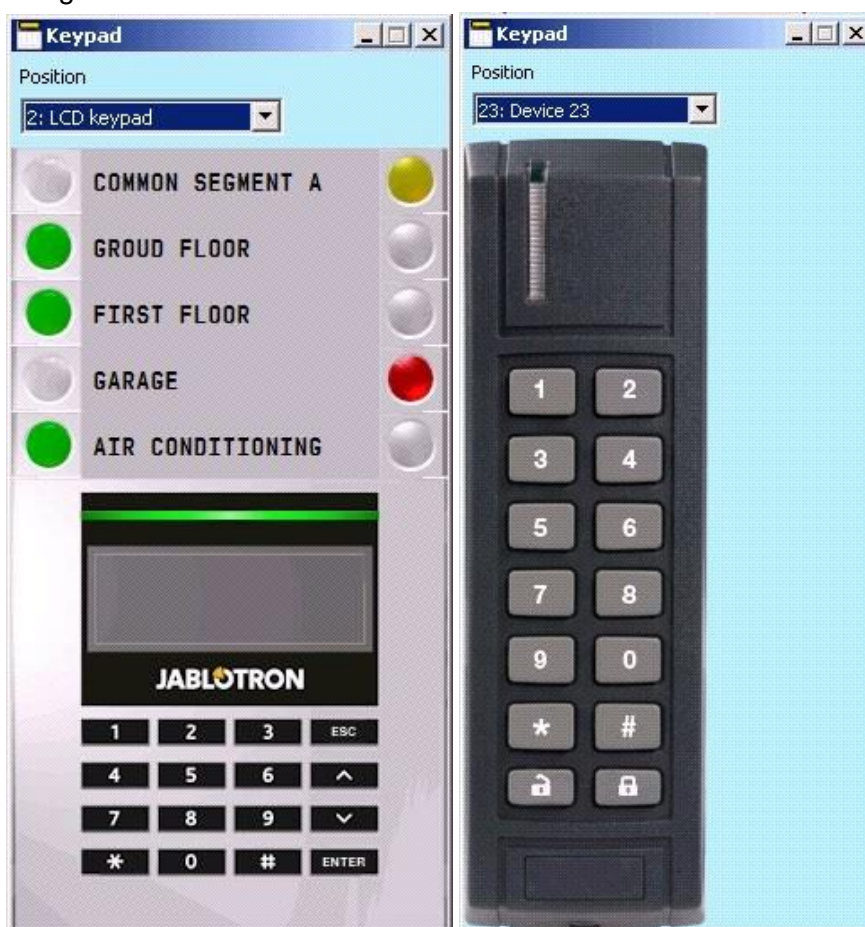 Keypad
Position
2: LCD keypad
COMMON SEGMENT A
GROUD FLOOR
FIRST FLOOR
GARAGE
AIR CONDITIONING
JABLOTRON
1 2 3 ESC
4 5 6 ^
7 8 9
* 0 # ENTER
Keypad
Position
23: Device 23
1 2
3 4
5 6
7 8
9 0
* #